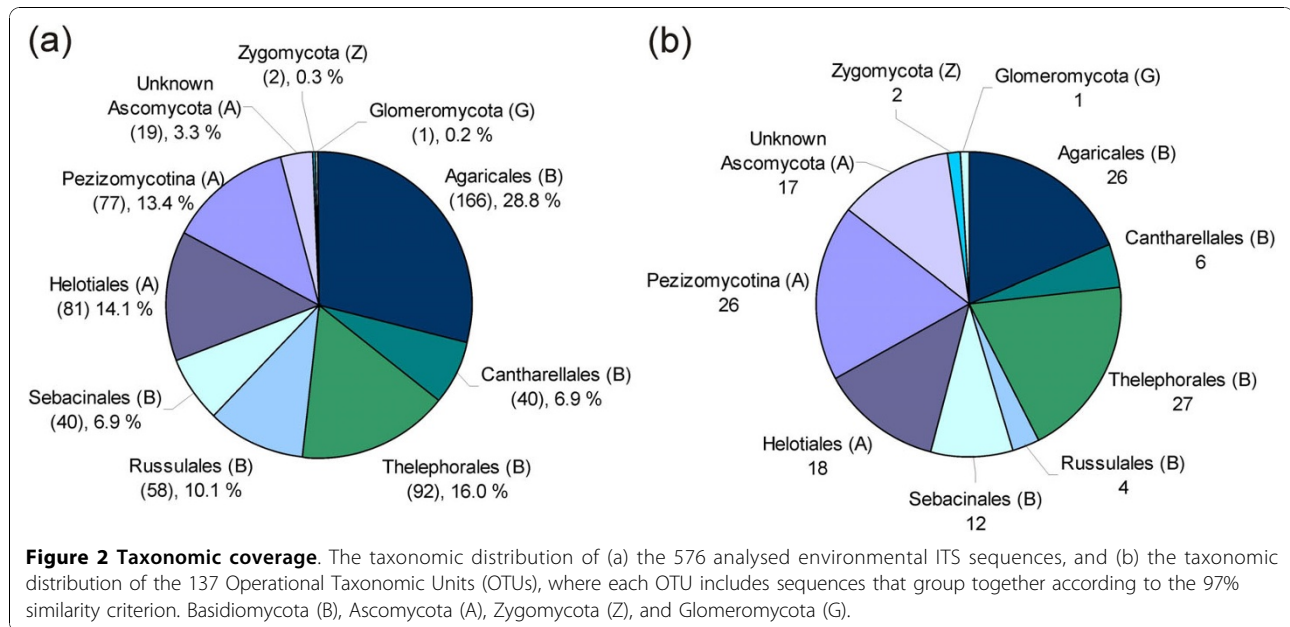 (a)
Zygomycota (Z)
(2), 0.3 %
Unknown
Ascomycota (A)
(19), 3.3 %
Glomeromycota (G)
(1), 0.2 %
Pezizomycotina (A)
(77), 13.4 %
Agaricales (B)
(166), 28.8 %
Helotiales (A)
(81) 14.1 %
Cantharellales (B)
(40), 6.9 %
Sebacinales (B)
(40), 6.9 %
Russulales (B)
(58), 10.1 %
Thelephorales (B)
(92), 16.0 %
(b)
Zygomycota (Z)
2
Glomeromycota (G)
1
Unknown
Ascomycota (A)
17
Agaricales (B)
26
Cantharellales (B)
6
Pezizomycotina (A)
26
Thelephorales (B)
27
Helotiales (A)
18
Russulales (B)
4
Sebacinales (B)
12
Figure 2 Taxonomic coverage. The taxonomic distribution of (a) the 576 analysed environmental ITS sequences, and (b) the taxonomic
distribution of the 137 Operational Taxonomic Units (OTUs), where each OTU includes sequences that group together according to the 97%
similarity criterion. Basidiomycota (B), Ascomycota (A), Zygomycota (Z), and Glomeromycota (G).